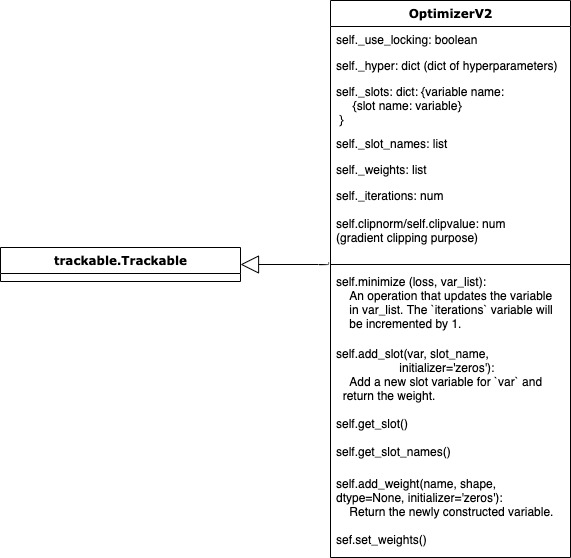 OptimizerV2
self._use_locking: boolean
self._hyper: dict (dict of hyperparameters)
self._slots: dict: {variable name:
{slot name: variable}
}
self._slot_names: list
self._weights: list
self._iterations: num
self.clipnorm/self.clipvalue: num
(gradient clipping purpose)
trackable.Trackable
self.minimize (loss, var_list):
An operation that updates the variable
in var_list. The `iterations` variable will
be incremented by 1.
self.add_slot(var, slot_name,
initializer='zeros'):
Add a new slot variable for `var` and
return the weight.
self.get_slot()
self.get_slot_names()
self.add_weight(name, shape,
dtype=None, initializer='zeros'):
Return the newly constructed variable.
sef.set_weights()